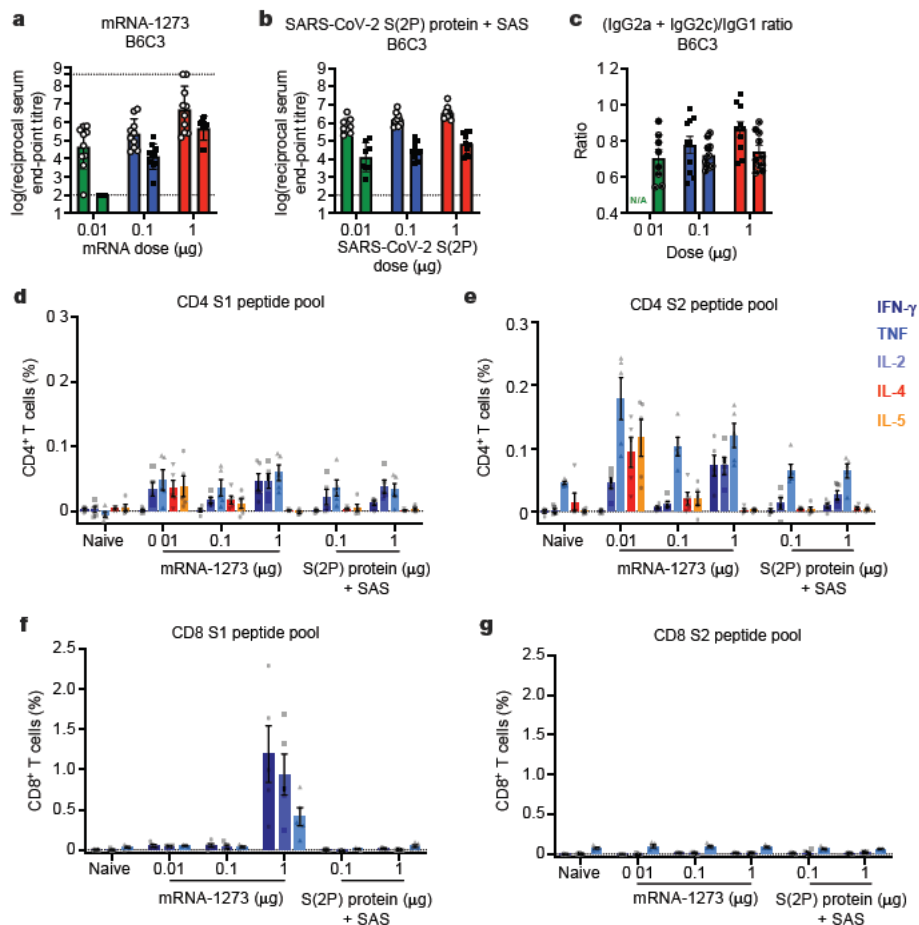 a
mRNA-1273
B6C3
log(reciprocal serum
end-point titre)
9
8
7
6
5
4
3
2
1
0.01
0.1
1
mRNA dose (μg)
b
SARS-CoV-2 S(2P) protein + SAS
B6C3
log(reciprocal serum
end-point titre)
9
8
7
6
5
4
3
2
1
0.01
0.1
1
SARS-CoV-2 S(2P)
dose (μg)
c
(IgG2a + IgG2c)/IgG1 ratio
B6C3
Ratio
1.2
1.0
0.8
0.6
0.4
N/A
0 01
0.1
1
Dose (μg)
d
CD4 S1 peptide pool
CD4+ T cells (%)
0 3
0.2
0.1
0
Naive
0 01
0.1
1
0.1
1
mRNA-1273 (μg)
S(2P) protein (μg)
+ SAS
e
CD4 S2 peptide pool
CD4+ T cells (%)
0.3
0.2
0.1
0
Naive
0.01
0.1
1
0.1
1
mRNA-1273 (μg)
S(2P) protein (μg)
+ SAS
IFN-γ
TNF
IL-2
IL-4
IL-5
f
CD8 S1 peptide pool
CD8+ T cells (%)
2.5
2.0
1.5
1.0
0.5
0
Naive
0.01
0.1
1
0.1
1
mRNA-1273 (μg)
S(2P) protein (μg)
+ SAS
g
CD8 S2 peptide pool
CD8+ T cells (%)
2.5
2.0
1.5
1.0
0.5
0
Naive
0 01
0.1
1
0.1
1
mRNA-1273 (μg)
S(2P) protein (μg)
+ SAS